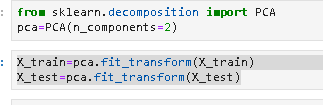 from sklearn.decomposition import PCA
pca=PCA(n_components=2)
X_train=pca.fit_transform(X_train)
X_test=pca.fit_transform(X_test)